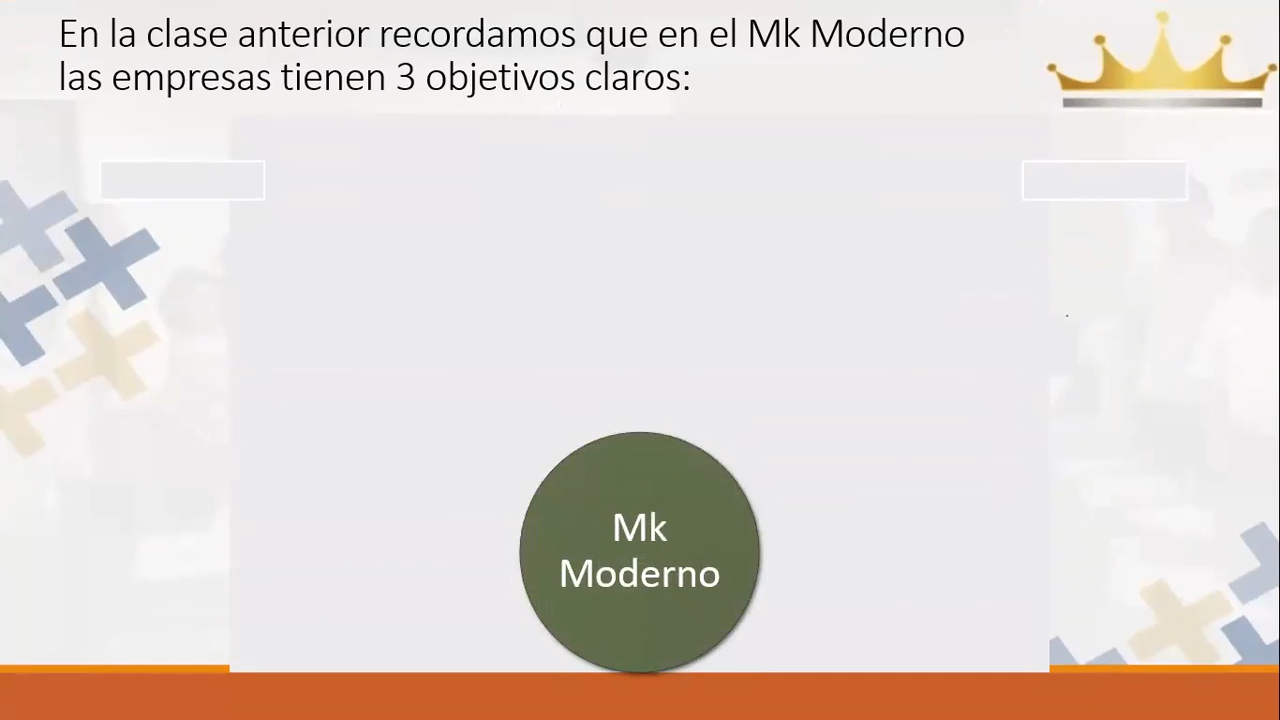 En la clase anterior recordamos que en el Mk Moderno
las empresas tienen 3 objetivos claros:
Mk
Moderno